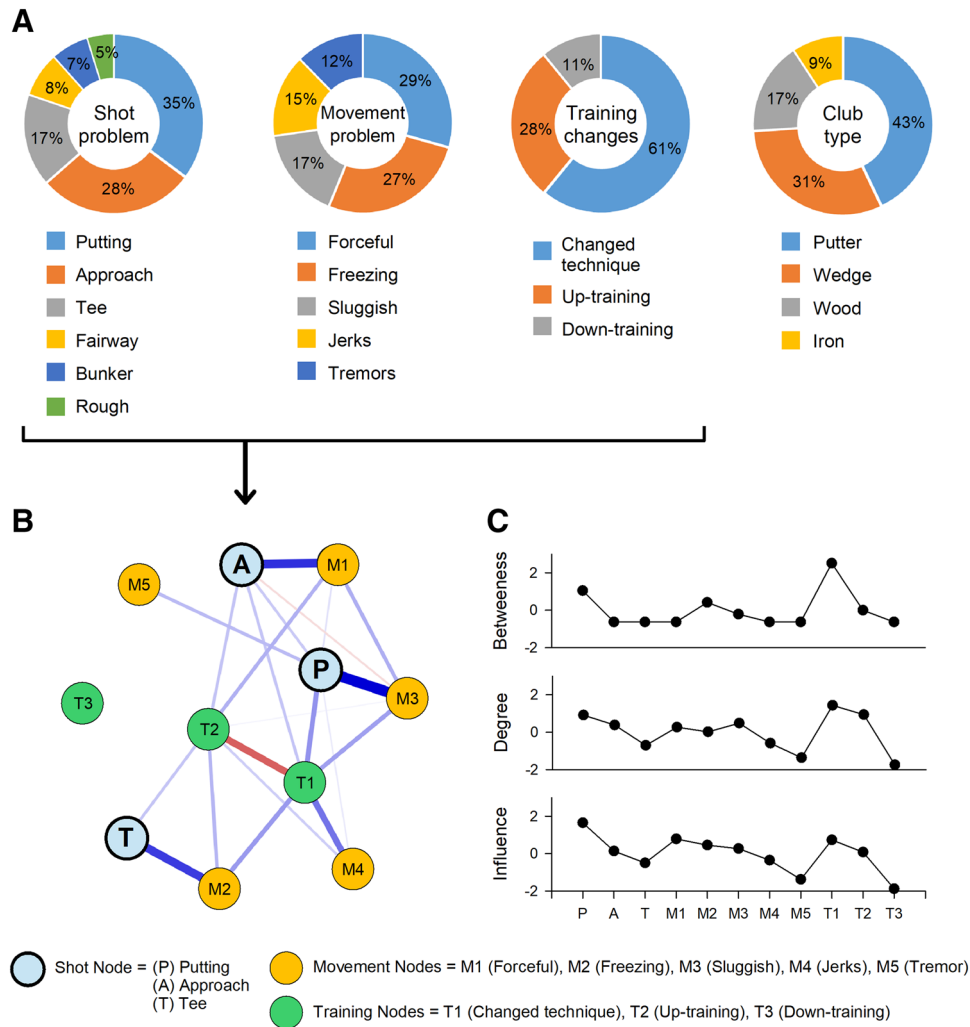 A
5%
7%
8%
17%
28%
35%
Shot
problem
12%
15%
17%
27%
29%
Movement
problem
11%
28%
61%
Training
changes
9%
17%
31%
43%
Club
type
Putting
Approach
Tee
Fairway
Bunker
Rough
Forceful
Freezing
Sluggish
Jerks
Tremors
Changed
technique
Up-training
Down-training
Putter
Wedge
Wood
Iron
B
A
M1
M5
P
M3
T3
T2
T1
T
M4
M2
C
Betweeness
2
0
-2
Degree
2
0
-2
Influence
2
0
-2
P A T M1 M2 M3 M4 M5 T1 T2 T3
Shot Node = (P) Putting
(A) Approach
(T) Tee
Movement Nodes = M1 (Forceful), M2 (Freezing), M3 (Sluggish), M4 (Jerks), M5 (Tremor)
Training Nodes = T1 (Changed technique), T2 (Up-training), T3 (Down-training)